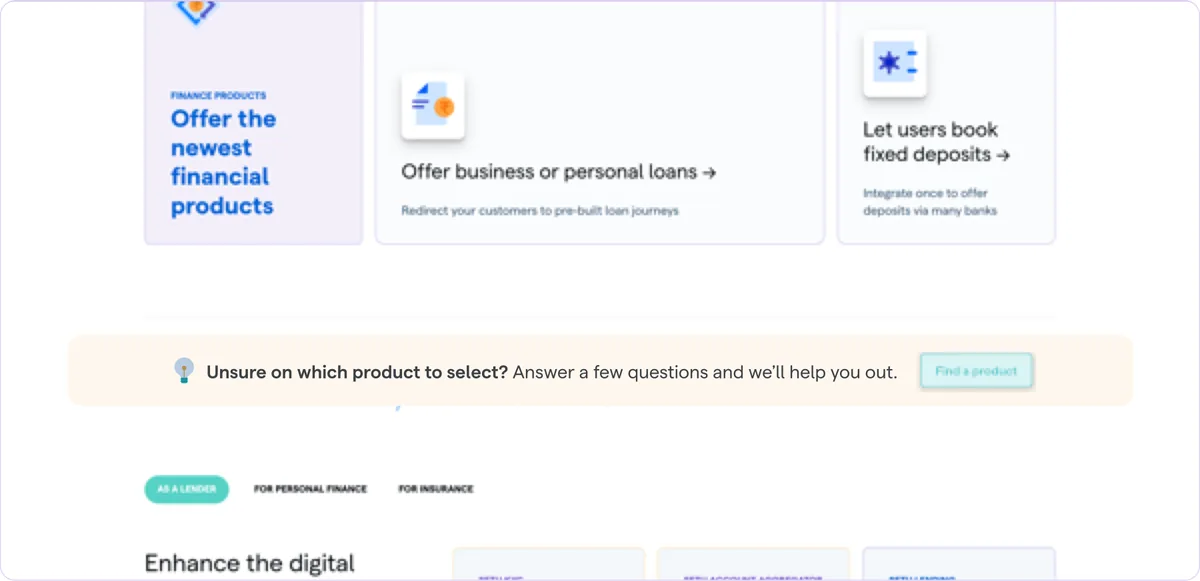 FINANCE PRODUCTS
Offer the
newest
financial
products
Offer business or personal loans →
Redirect your customers to pre-built loan journeys
Let users book
fixed deposits →
Integrate once to offer
deposits via many banks
Unsure on which product to select? Answer a few questions and we’ll help you out.
Find a product
AS A LENDER
FOR PERSONAL FINANCE
FOR INSURANCE
Enhance the digital